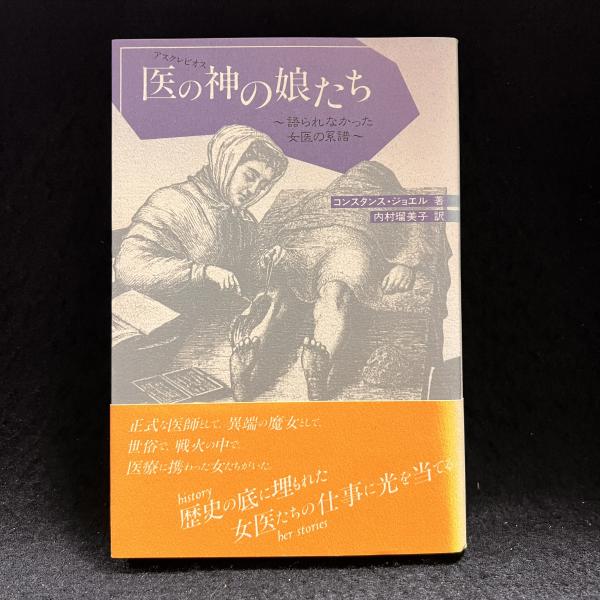 アスクレピオス
医の神の娘たち
〜語られなかった
女医の系譜〜
コンスタンス・ジョエル 著
内村瑠美子 訳
正式な医師として、異端の魔女として、
世俗で、戦火の中で、
医療に携わった女たちがいた。
history
歴史の底に埋もれた
女医たちの仕事に光を当てる
her stories